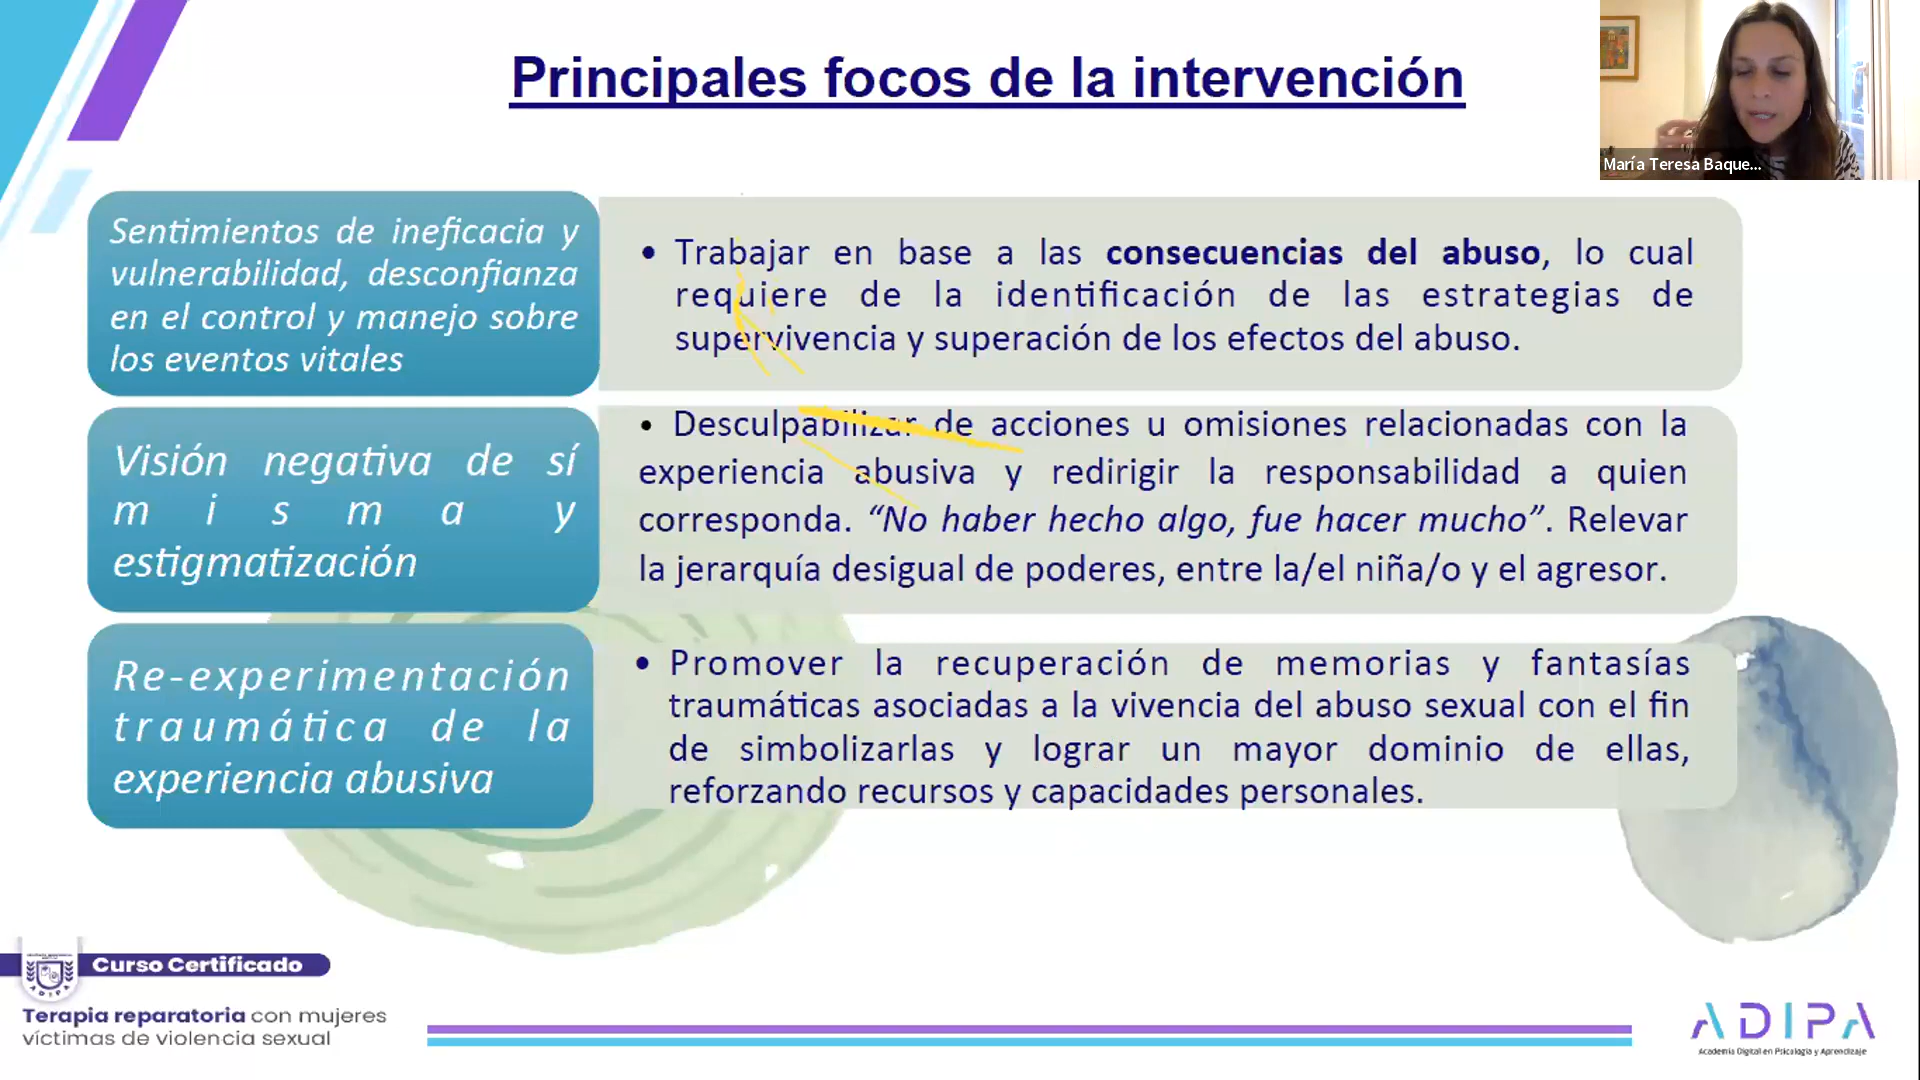 Principales focos de la intervención
María Teresa Baque...
Sentimientos de ineficacia y
vulnerabilidad, desconfianza
en el control y manejo sobre
los eventos vitales
• Trabajar en base a las consecuencias del abuso, lo cual
requiere de la identificación de las estrategias de
supervivencia y superación de los efectos del abuso.
Visión negativa de sí
m i s m a y
estigmatización
• Desculpabilizar de acciones u omisiones relacionadas con la
experiencia abusiva y redirigir la responsabilidad a quien
corresponda. “No haber hecho algo, fue hacer mucho”. Relevar
la jerarquía desigual de poderes, entre la/el niña/o y el agresor.
Re-experimentación
traumática de la
experiencia abusiva
• Promover la recuperación de memorias y fantasías
traumáticas asociadas a la vivencia del abuso sexual con el fin
de simbolizarlas y lograr un mayor dominio de ellas,
reforzando recursos y capacidades personales.
ADIPA
Curso Certificado
Terapia reparatoria con mujeres
víctimas de violencia sexual
ADIPA
Academia Digital en Psicología y Aprendizaje